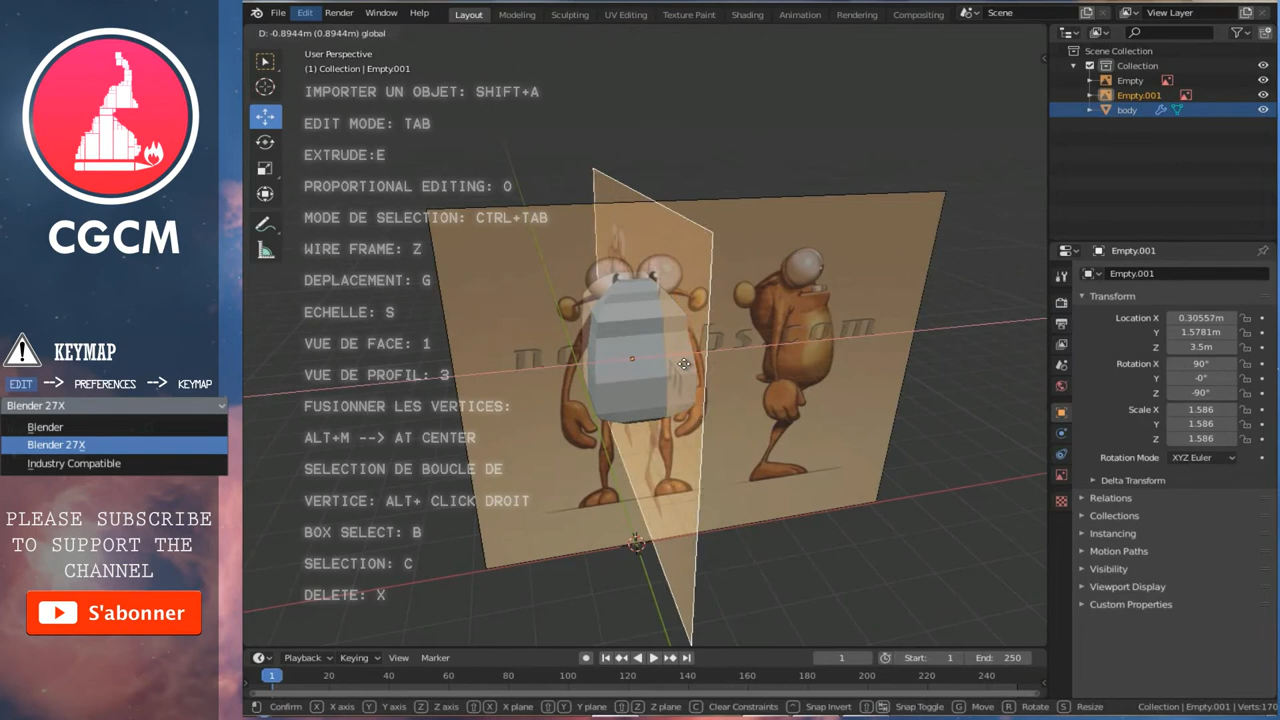 CGCM
KEYMAP
EDIT --> PREFERENCES --> KEYMAP
Blender 27X
Blender
Blender 27X
Industry Compatible
PLEASE SUBSCRIBE
TO SUPPORT THE
CHANNEL
S'abonner
File Edit Render Window Help
Layout Modeling Sculpting UV Editing Texture Paint Shading Animation Rendering Compositing
Scene
View Layer
D: -0.8944m (0.8944m) global
User Perspective
(1) Collection | Empty.001
IMPORTER UN OBJET: SHIFT+A
EDIT MODE: TAB
EXTRUDE:E
PROPORTIONAL EDITING: O
MODE DE SELECTION: CTRL+TAB
WIRE FRAME: Z
DEPLACEMENT: G
ECHELLE: S
VUE DE FACE: 1
VUE DE PROFIL: 3
FUSIONNER LES VERTICES:
ALT+M --> AT CENTER
SELECTION DE BOUCLE DE
VERTICE: ALT+ CLICK DROIT
BOX SELECT: B
SELECTION: C
DELETE: X
Scene Collection
Collection
Empty
Empty.001
body
Empty.001
Empty.001
Transform
Location X 0.30557m
Y 1.5781m
Z 3.5m
Rotation X 90°
Y -0°
Z -90°
Scale X 1.586
Y 1.586
Z 1.586
Rotation Mode XYZ Euler
Delta Transform
Relations
Collections
Instancing
Motion Paths
Visibility
Viewport Display
Custom Properties
Playback Keying View Marker
1 Start: 1 End: 250
1 20 40 60 80 100 120 140 160 180 200 220 240
Confirm X X axis Y Y axis Z Z axis X X plane Y Y plane Z Z plane C Clear Constraints Snap Invert Snap Toggle G Move R Rotate S Resize Collection | Empty.001 | Verts:176